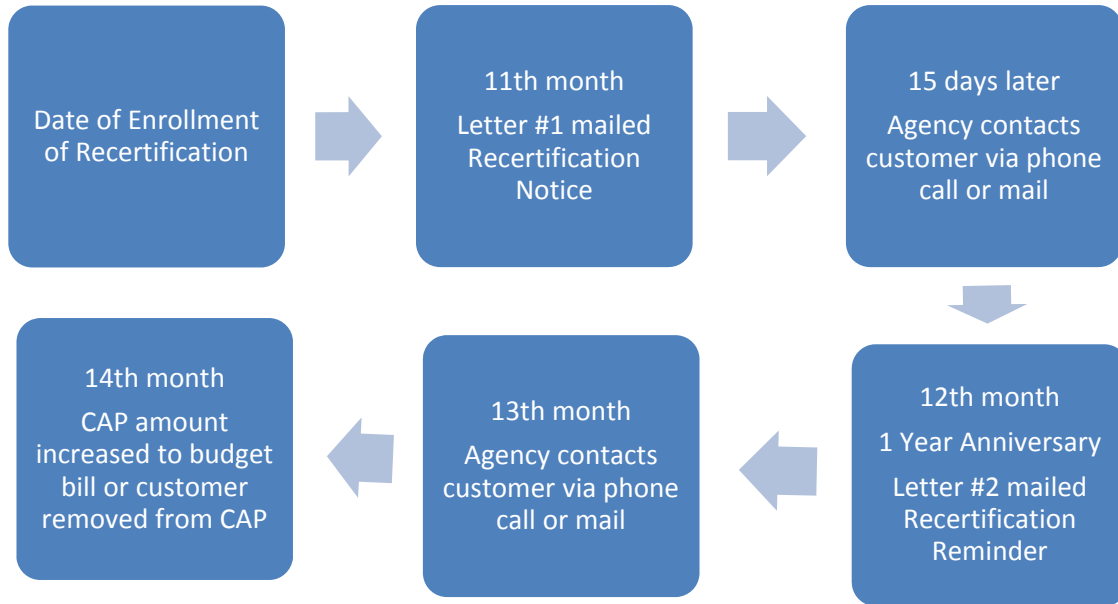 Date of Enrollment
of Recertification
11th month
Letter #1 mailed
Recertification
Notice
15 days later
Agency contacts
customer via phone
call or mail
12th month
1 Year Anniversary
Letter #2 mailed
Recertification
Reminder
13th month
Agency contacts
customer via phone
call or mail
14th month
CAP amount
increased to budget
bill or customer
removed from CAP